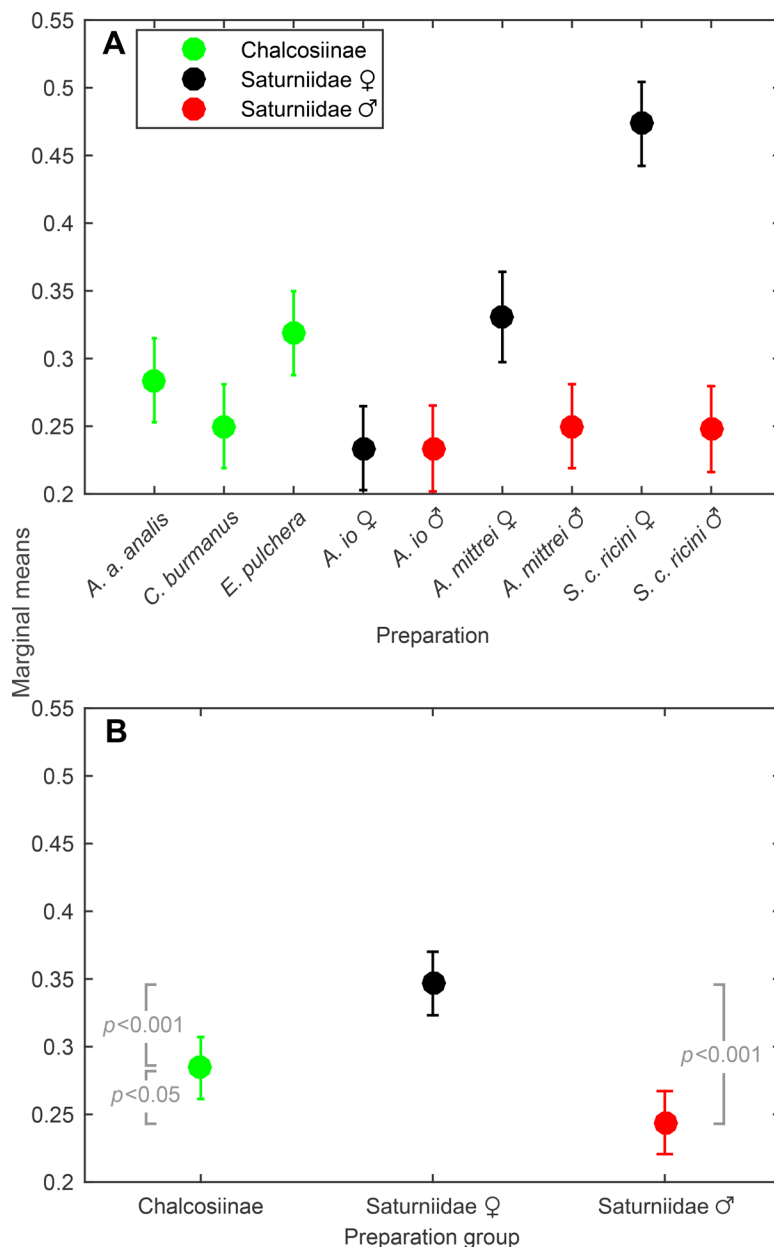 A
Chalcosiinae
Saturniidae ♀
Saturniidae ♂
0.55
0.5
0.45
0.4
0.35
0.3
0.25
0.2
A. a. analis
C. burmanus
E. pulchera
A. io ♀
A. io ♂
A. mittrei ♀
A. mittrei ♂
S. c. ricini ♀
S. c. ricini ♂
Preparation
Marginal means
B
0.55
0.5
0.45
0.4
0.35
0.3
0.25
0.2
p<0.001
p<0.05
p<0.001
Chalcosiinae
Saturniidae ♀
Saturniidae ♂
Preparation group